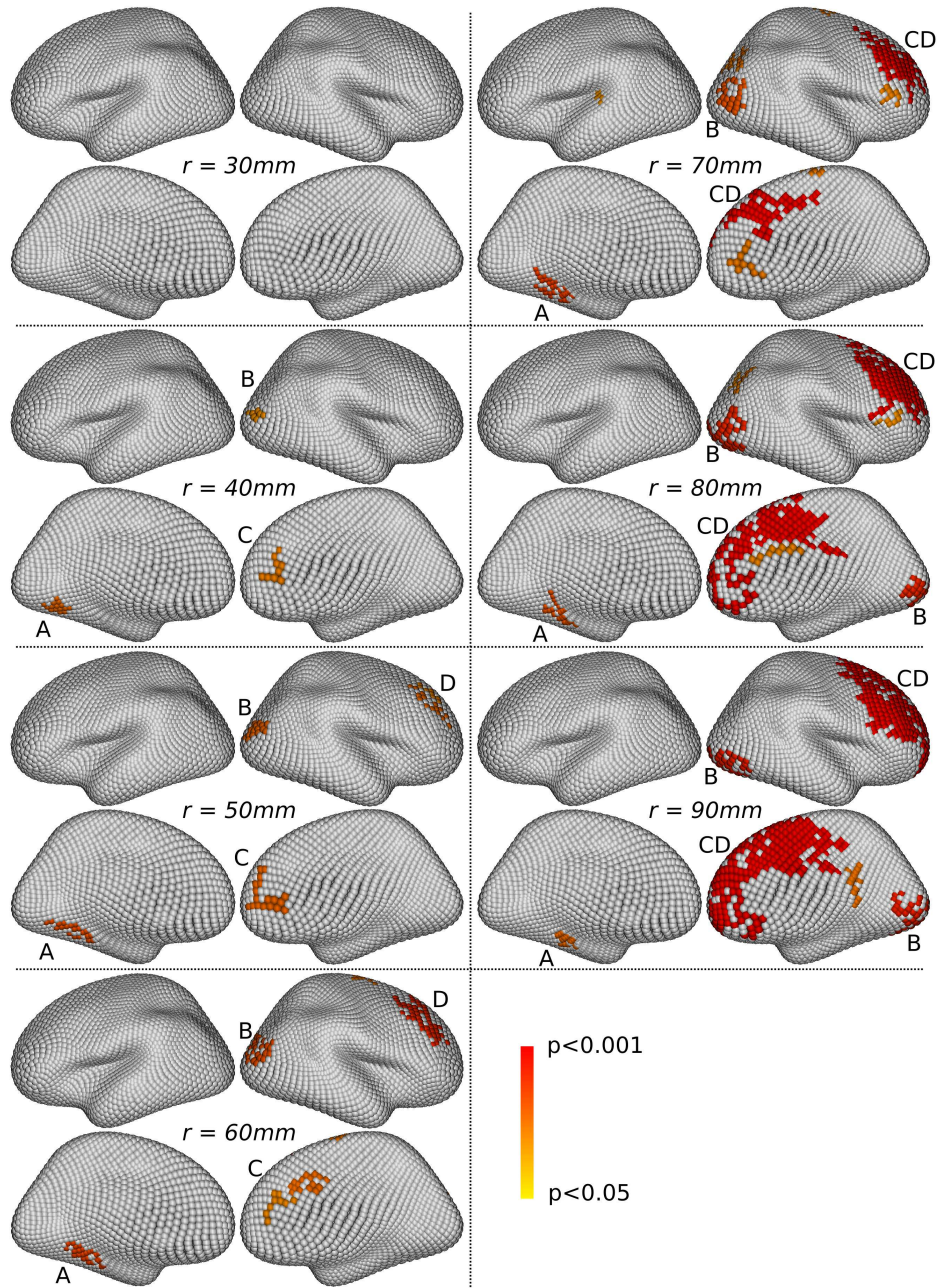 r = 30mm
B
CD
r = 70mm
CD
A
B
r = 40mm
C
A
CD
B
r = 80mm
CD
A
B
B
D
r = 50mm
C
A
CD
B
r = 90mm
CD
A
B
B
D
r = 60mm
C
A
p<0.001
p<0.05